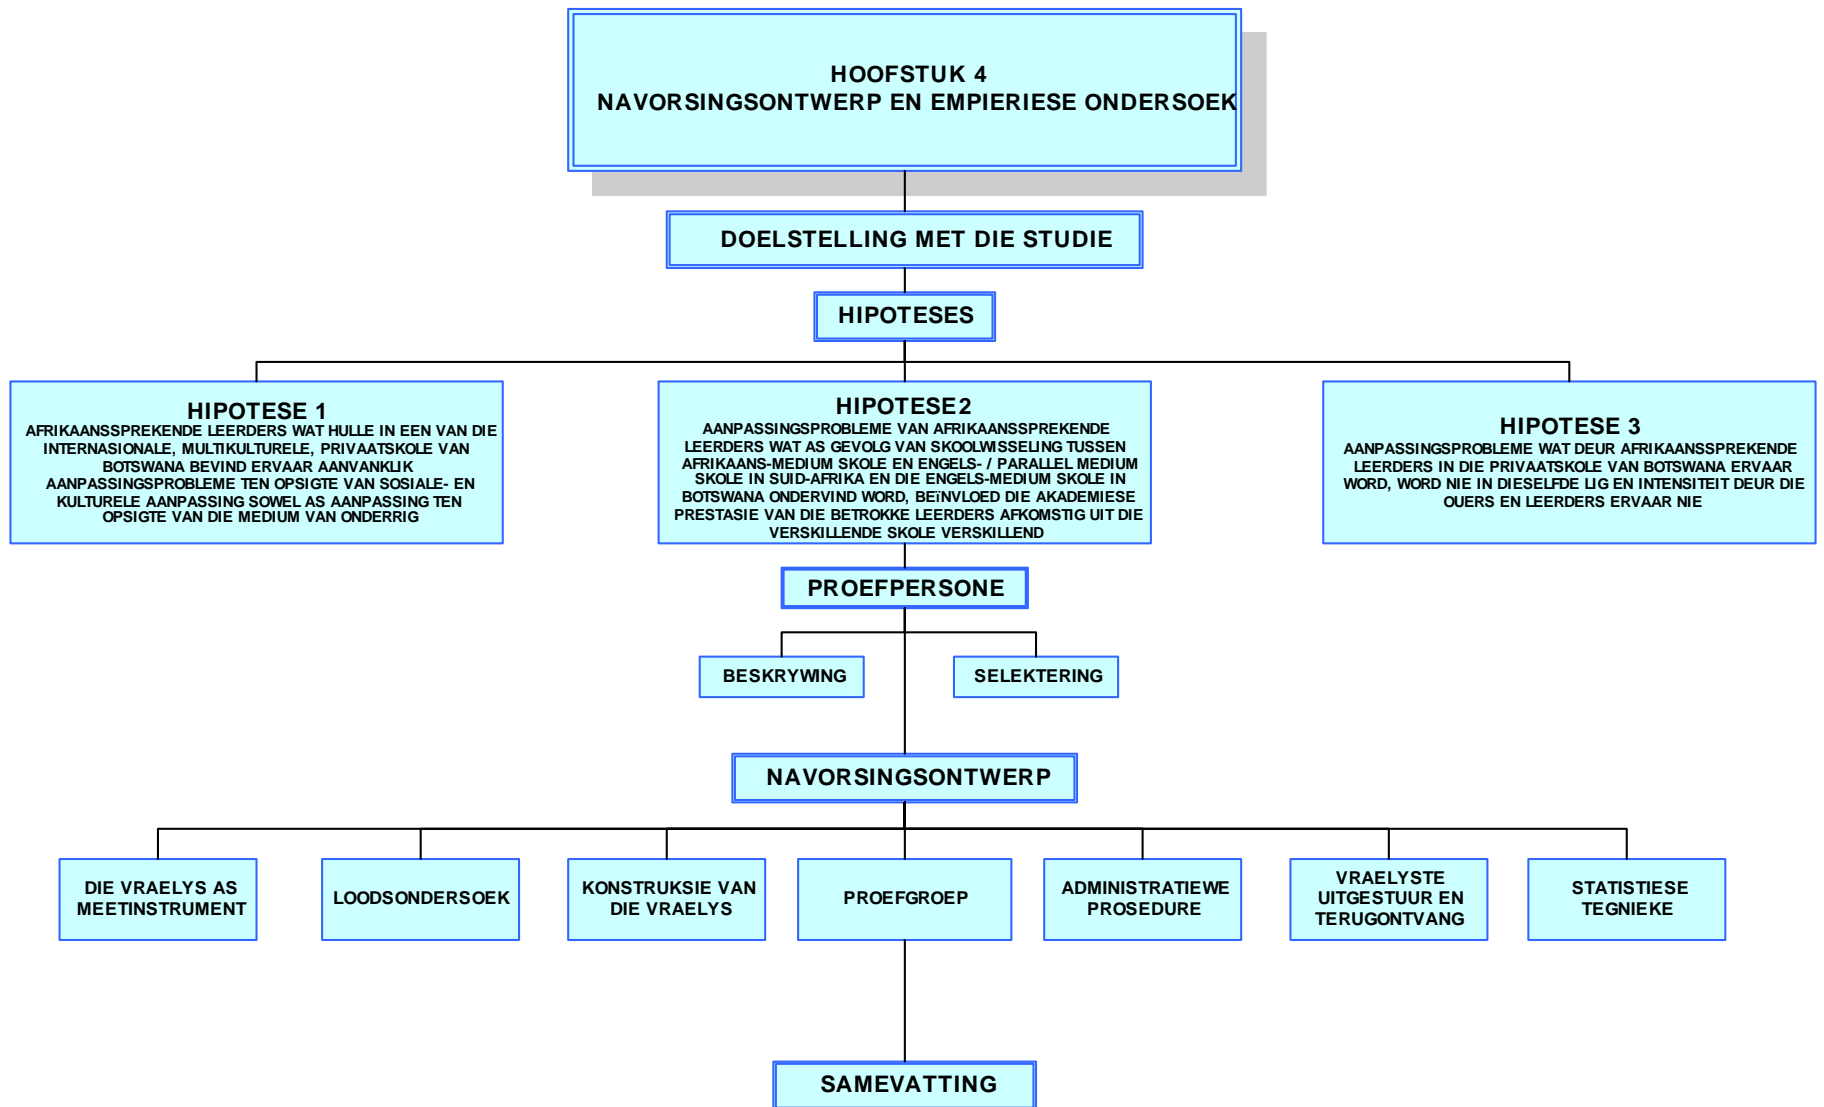 HOOFSTUK 4
NAVORSINGSONTWERP EN EMPIERIESE ONDERSOEK
DOELSTELLING MET DIE STUDIE
HIPOTESES
HIPOTESE 1
AFRIKAANSSPREKENDE LEERDERS WAT HULLE IN EEN VAN DIE
INTERNASIONALE, MULTIKULTURELE, PRIVAATSKOLE VAN
BOTSWANA BEVIND ERVAAR AANVANKLIK
AANPASSINGSPROBLEME TEN OPSIGTE VAN SOSIALE- EN
KULTURELE AANPASSING SOWEL AS AANPASSING TEN
OPSIGTE VAN DIE MEDIUM VAN ONDERRIG
HIPOTESE 2
AANPASSINGSPROBLEME VAN AFRIKAANSSPREKENDE
LEERDERS WAT AS GEVOLG VAN SKOOLWISSELING TUSSEN
AFRIKAANS-MEDIUM SKOLE EN ENGELS- / PARALLEL MEDIUM
SKOLE IN SUID-AFRIKA EN DIE ENGELS-MEDIUM SKOLE IN
BOTSWANA ONDERVIND WORD, BEïNVLOED DIE AKADEMIESE
PRESTASIE VAN DIE BETROKKE LEERDERS AFKOMSTIG UIT DIE
VERSKILLENDE SKOLE VERSKILLEND
HIPOTESE 3
AANPASSINGSPROBLEME WAT DEUR AFRIKAANSSPREKENDE
LEERDERS IN DIE PRIVAATSKOLE VAN BOTSWANA ERVAAR
WORD, WORD NIE IN DIESELFDE LIG EN INTENSITEIT DEUR DIE
OUERS EN LEERDERS ERVAAR NIE
PROEFPERSONE
BESKRYWING
SELEKTERING
NAVORSINGSONTWERP
DIE VRAELYS AS
MEETINSTRUMENT
LOODSONDERSOEK
KONSTRUKSIE VAN
DIE VRAELYS
PROEFGROEP
ADMINISTRATIEWE
PROSEDURE
VRAELYSTE
UITGESTUUR EN
TERUGONTVANG
STATISTIESE
TEGNIEKE
SAMEVATTING